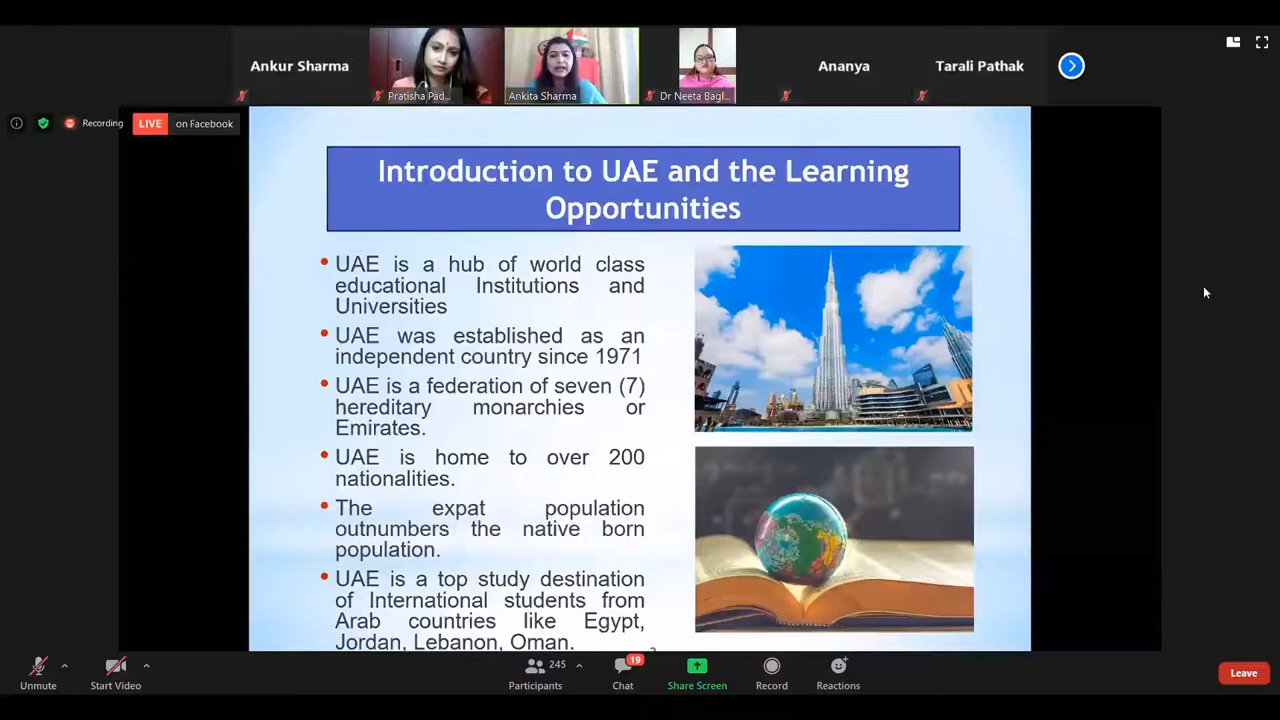 Ankur Sharma
Pratisha Pad...
Ankita Sharma
Dr Neeta Bagl...
Ananya
Tarali Pathak
Recording
LIVE
on Facebook
Introduction to UAE and the Learning
Opportunities
• UAE is a hub of world class
educational Institutions and
Universities
• UAE was established as an
independent country since 1971
• UAE is a federation of seven (7)
hereditary monarchies or
Emirates.
• UAE is home to over 200
nationalities.
• The expat population
outnumbers the native born
population.
• UAE is a top study destination
of International students from
Arab countries like Egypt,
Jordan, Lebanon, Oman.
Unmute
Start Video
245
Participants
19
Chat
Share Screen
Record
Reactions
Leave